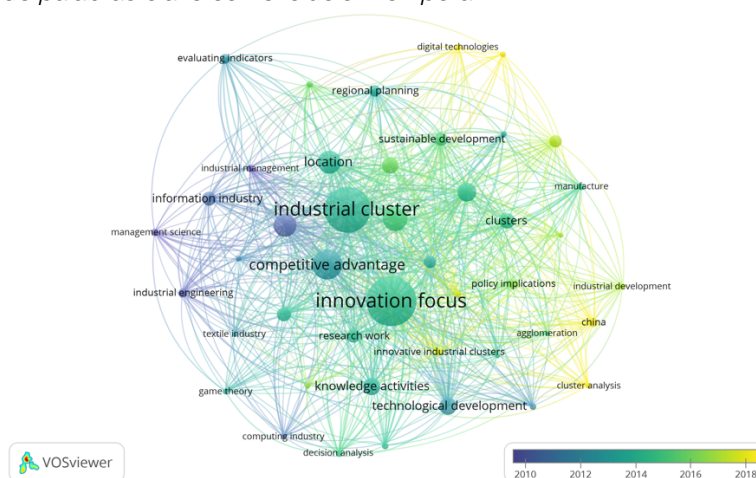 digital technologies
evaluating indicators
regional planning
sustainable development
location
industrial management
manufacture
information industry
industrial cluster
clusters
management science
competitive advantage
policy implications
industrial development
industrial engineering
innovation focus
china
textile industry
research work
agglomeration
innovative industrial clusters
game theory
knowledge activities
cluster analysis
technological development
computing industry
decision analysis
VOSviewer
2010 2012 2014 2016 2018